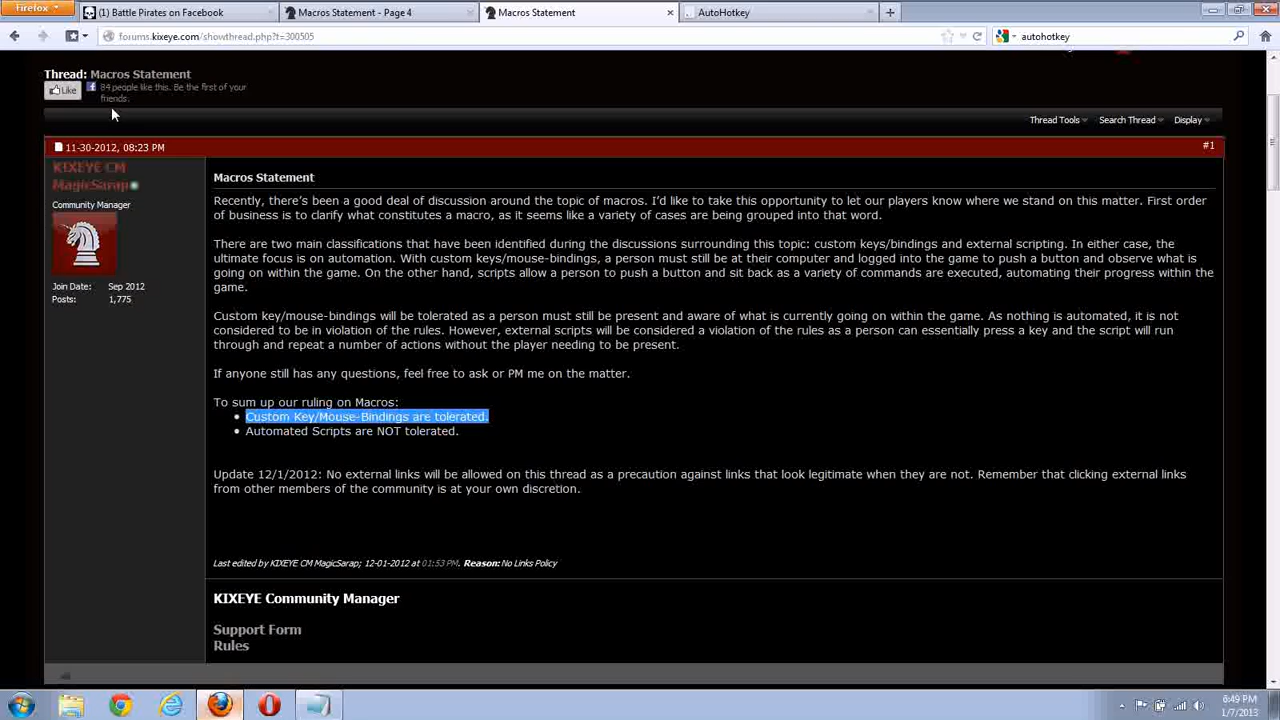 Firefox
(1) Battle Pirates on Facebook
Macros Statement - Page 4
Macros Statement
AutoHotkey
forums.kixeye.com/showthread.php?t=300505
autohotkey
Thread: Macros Statement
Like
84 people like this. Be the first of your
friends.
Thread Tools
Search Thread
Display
11-30-2012, 08:23 PM
#1
KIXEYE CM
MagicSarap
Community Manager
Join Date: Sep 2012
Posts: 1,775
Macros Statement
Recently, there's been a good deal of discussion around the topic of macros. I'd like to take this opportunity to let our players know where we stand on this matter. First order
of business is to clarify what constitutes a macro, as it seems like a variety of cases are being grouped into that word.
There are two main classifications that have been identified during the discussions surrounding this topic: custom keys/bindings and external scripting. In either case, the
ultimate focus is on automation. With custom keys/mouse-bindings, a person must still be at their computer and logged into the game to push a button and observe what is
going on within the game. On the other hand, scripts allow a person to push a button and sit back as a variety of commands are executed, automating their progress within the
game.
Custom key/mouse-bindings will be tolerated as a person must still be present and aware of what is currently going on within the game. As nothing is automated, it is not
considered to be in violation of the rules. However, external scripts will be considered a violation of the rules as a person can essentially press a key and the script will run
through and repeat a number of actions without the player needing to be present.
If anyone still has any questions, feel free to ask or PM me on the matter.
To sum up our ruling on Macros:
• Custom Key/Mouse-Bindings are tolerated.
• Automated Scripts are NOT tolerated.
Update 12/1/2012: No external links will be allowed on this thread as a precaution against links that look legitimate when they are not. Remember that clicking external links
from other members of the community is at your own discretion.
Last edited by KIXEYE CM MagicSarap; 12-01-2012 at 01:53 PM. Reason: No Links Policy
KIXEYE Community Manager
Support Form
Rules
6:49 PM
1/7/2013